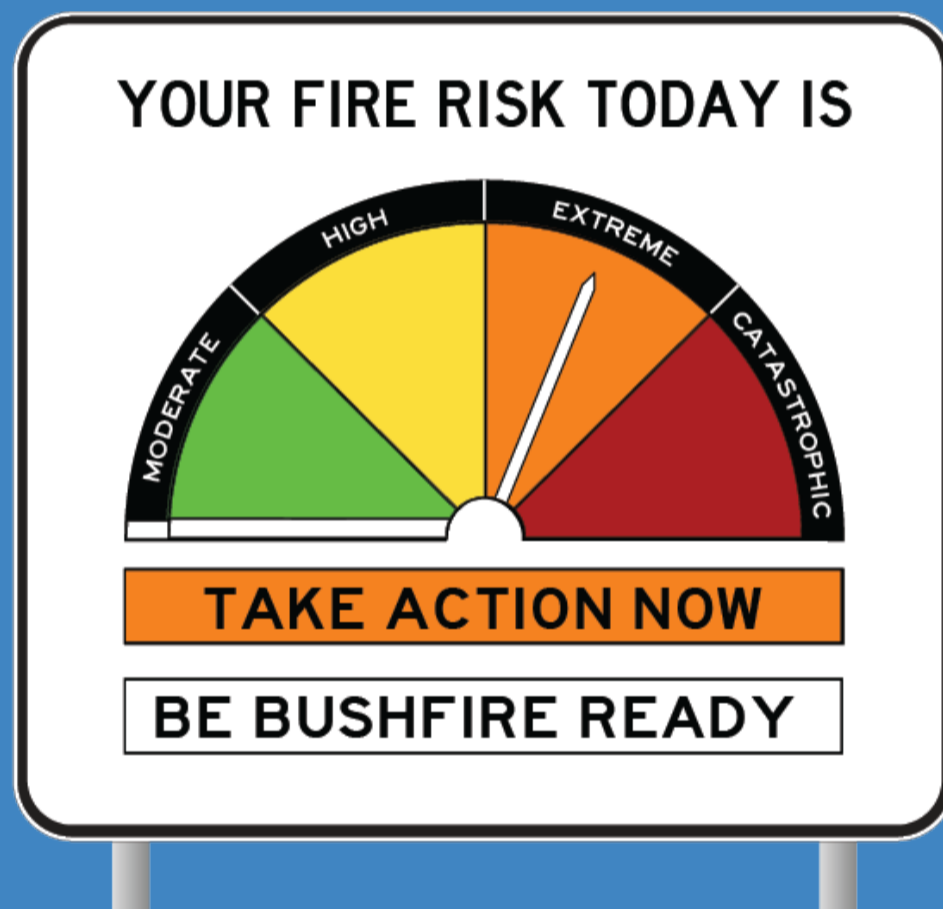 YOUR FIRE RISK TODAY IS
MODERATE
HIGH
EXTREME
CATASTROPHIC
TAKE ACTION NOW
BE BUSHFIRE READY